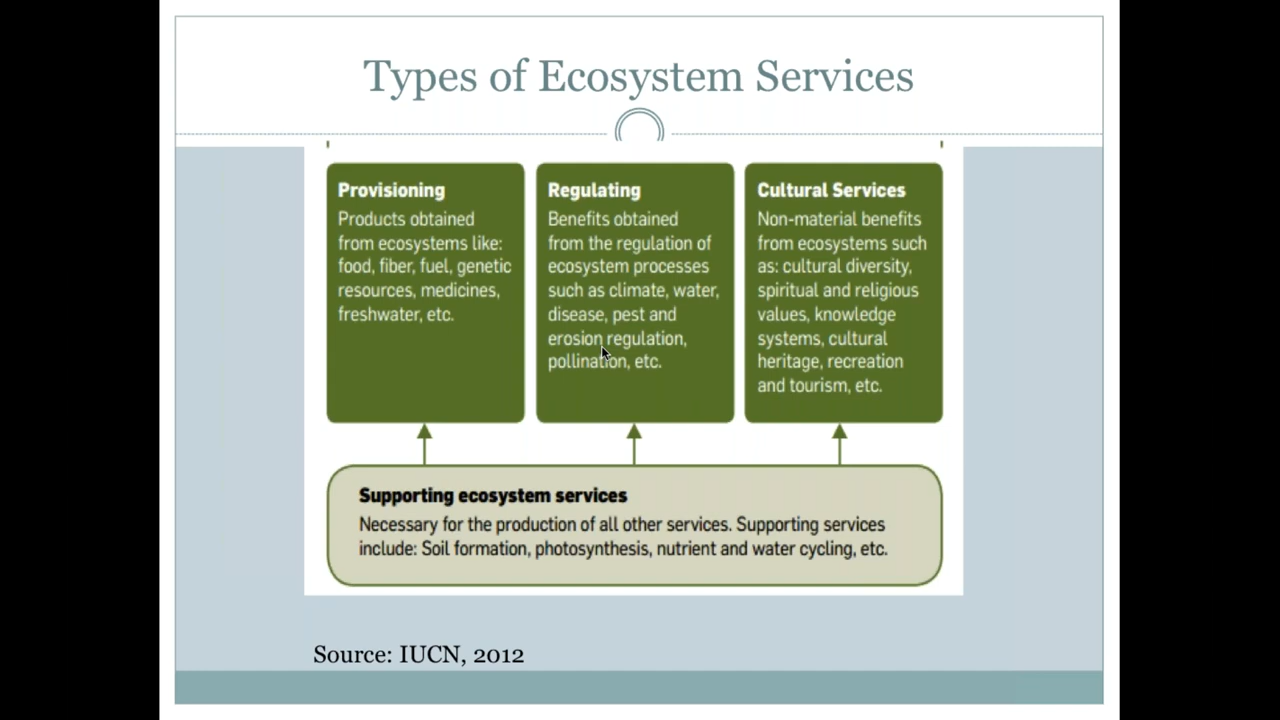 Types of Ecosystem Services
Provisioning
Products obtained
from ecosystems like:
food, fiber, fuel, genetic
resources, medicines,
freshwater, etc.
Regulating
Benefits obtained
from the regulation of
ecosystem processes
such as climate, water,
disease, pest and
erosion regulation,
pollination, etc.
Cultural Services
Non-material benefits
from ecosystems such
as: cultural diversity,
spiritual and religious
values, knowledge
systems, cultural
heritage, recreation
and tourism, etc.
Supporting ecosystem services
Necessary for the production of all other services. Supporting services
include: Soil formation, photosynthesis, nutrient and water cycling, etc.
Source: IUCN, 2012